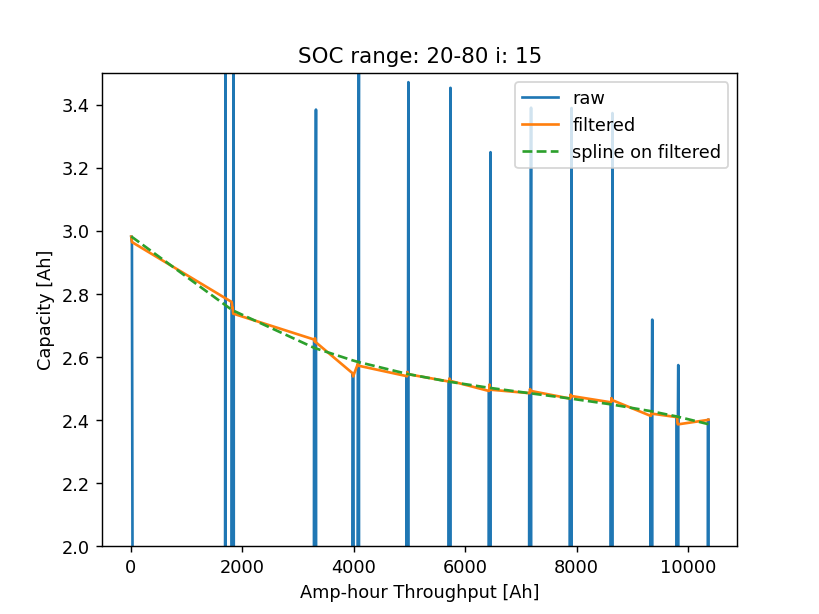 SOC range: 20-80 i: 15
raw
filtered
spline on filtered
Capacity [Ah]
3.4
3.2
3.0
2.8
2.6
2.4
2.2
2.0
0 2000 4000 6000 8000 10000
Amp-hour Throughput [Ah]